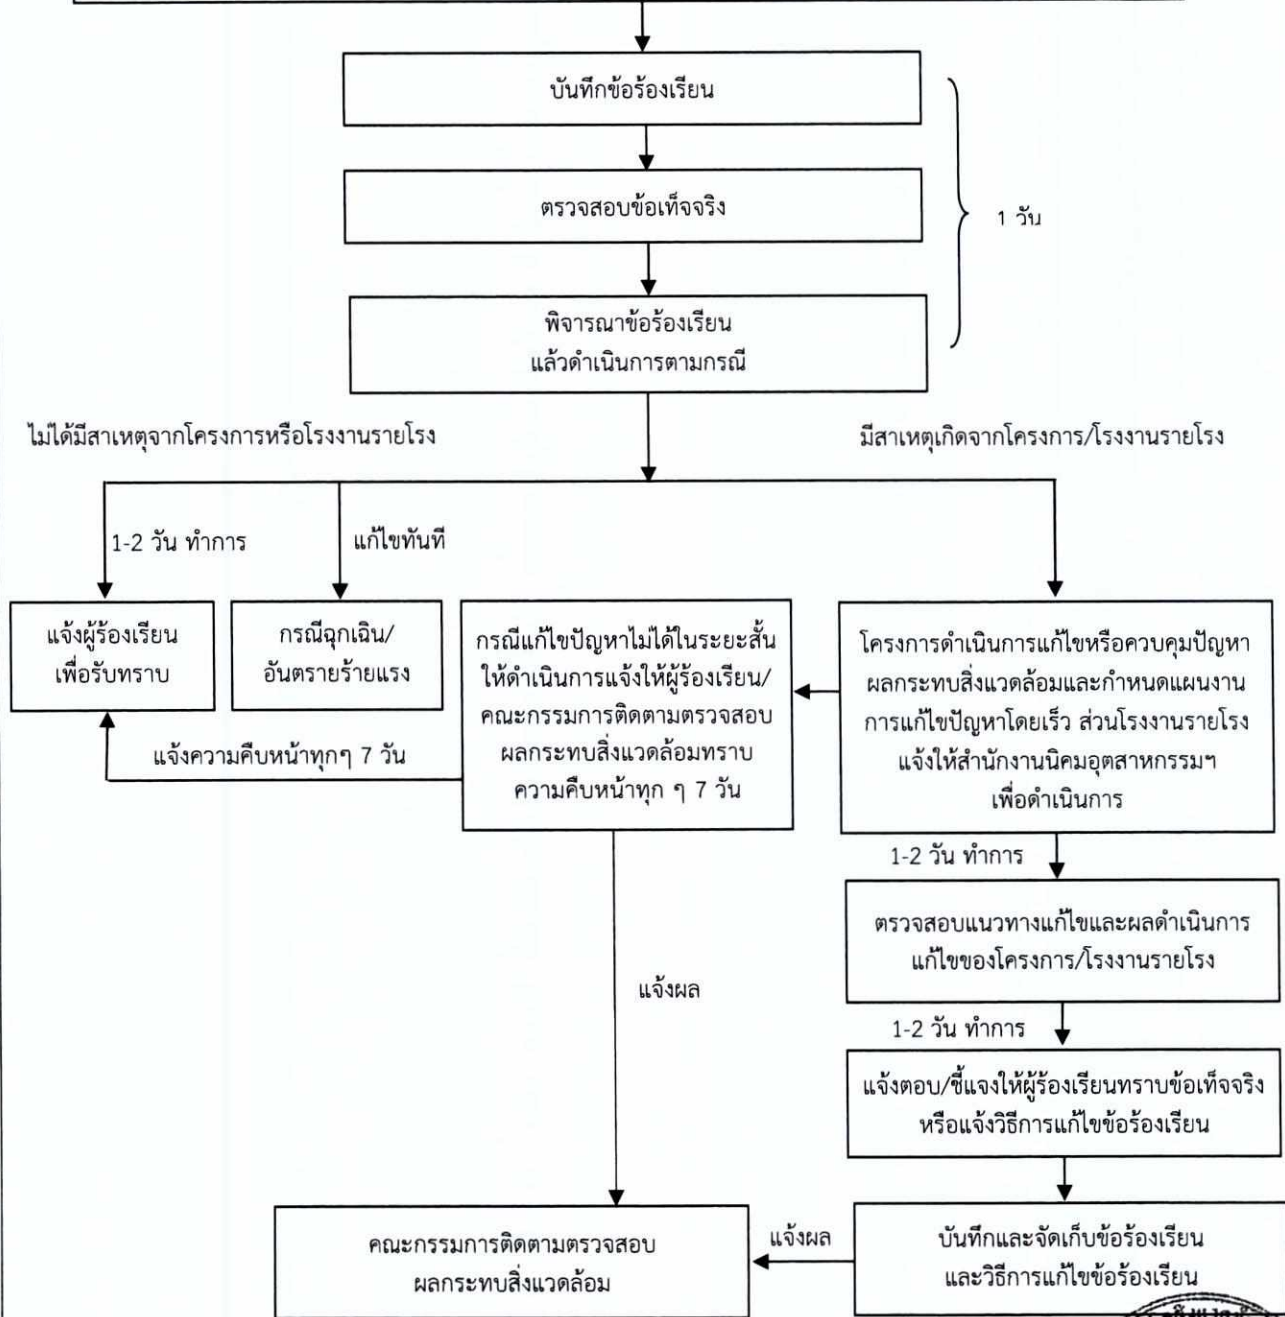 บันทึกข้อร้องเรียน
ตรวจสอบข้อเท็จจริง
1 วัน
พิจารณาข้อร้องเรียน
แล้วดำเนินการตามกรณี
ไม่ได้มีสาเหตุจากโครงการหรือโรงงานรายโรง
มีสาเหตุเกิดจากโครงการ/โรงงานรายโรง
1-2 วัน ทำการ
แก้ไขทันที
แจ้งผู้ร้องเรียน
เพื่อรับทราบ
กรณีฉุกเฉิน/
อันตรายร้ายแรง
กรณีแก้ไขปัญหาไม่ได้ในระยะสั้น
ให้ดำเนินการแจ้งให้ผู้ร้องเรียน/
คณะกรรมการติดตามตรวจสอบ
ผลกระทบสิ่งแวดล้อมทราบ
ความคืบหน้าทุก ๆ 7 วัน
โครงการดำเนินการแก้ไขหรือควบคุมปัญหา
ผลกระทบสิ่งแวดล้อมและกำหนดแผนงาน
การแก้ไขปัญหาโดยเร็ว ส่วนโรงงานรายโรง
แจ้งให้สำนักงานนิคมอุตสาหกรรมฯ
เพื่อดำเนินการ
แจ้งความคืบหน้าทุกๆ 7 วัน
1-2 วัน ทำการ
ตรวจสอบแนวทางแก้ไขและผลดำเนินการ
แก้ไขของโครงการ/โรงงานรายโรง
แจ้งผล
1-2 วัน ทำการ
แจ้งตอบ/ชี้แจงให้ผู้ร้องเรียนทราบข้อเท็จจริง
หรือแจ้งวิธีการแก้ไขข้อร้องเรียน
คณะกรรมการติดตามตรวจสอบ
ผลกระทบสิ่งแวดล้อม
แจ้งผล
บันทึกและจัดเก็บข้อร้องเรียน
และวิธีการแก้ไขข้อร้องเรียน